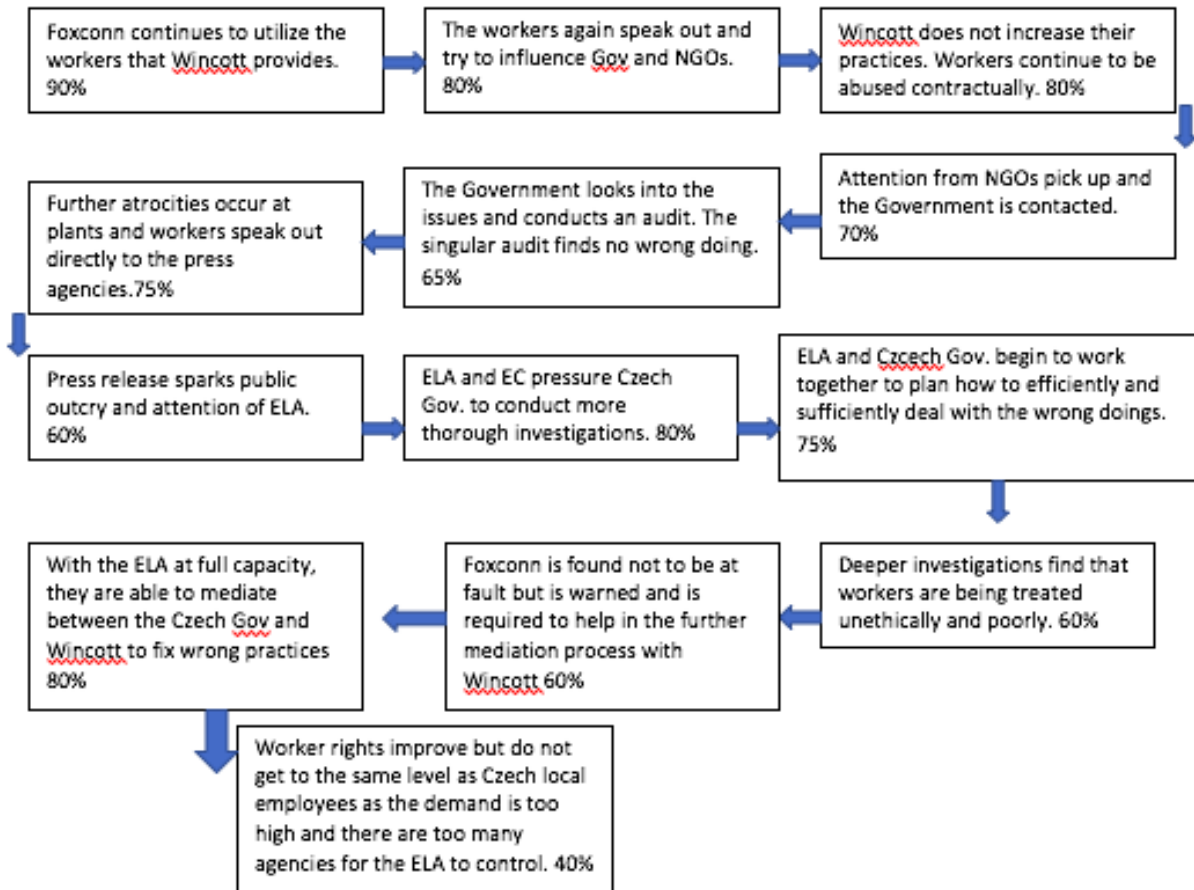 Foxconn continues to utilize the
workers that Wincott provides.
90%
The workers again speak out and
try to influence Gov and NGOs.
80%
Wincott does not increase their
practices. Workers continue to be
abused contractually. 80%
Attention from NGOs pick up and
the Government is contacted.
70%
The Government looks into the
issues and conducts an audit. The
singular audit finds no wrong doing.
65%
Further atrocities occur at
plants and workers speak out
directly to the press
agencies.75%
Press release sparks public
outcry and attention of ELA.
60%
ELA and EC pressure Czech
Gov. to conduct more
thorough investigations. 80%
ELA and Czcech Gov. begin to work
together to plan how to efficiently and
sufficiently deal with the wrong doings.
75%
Deeper investigations find that
workers are being treated
unethically and poorly. 60%
Foxconn is found not to be at
fault but is warned and is
required to help in the further
mediation process with
Wincott 60%
With the ELA at full capacity,
they are able to mediate
between the Czech Gov and
Wincott to fix wrong practices
80%
Worker rights improve but do not
get to the same level as Czech local
employees as the demand is too
high and there are too many
agencies for the ELA to control. 40%